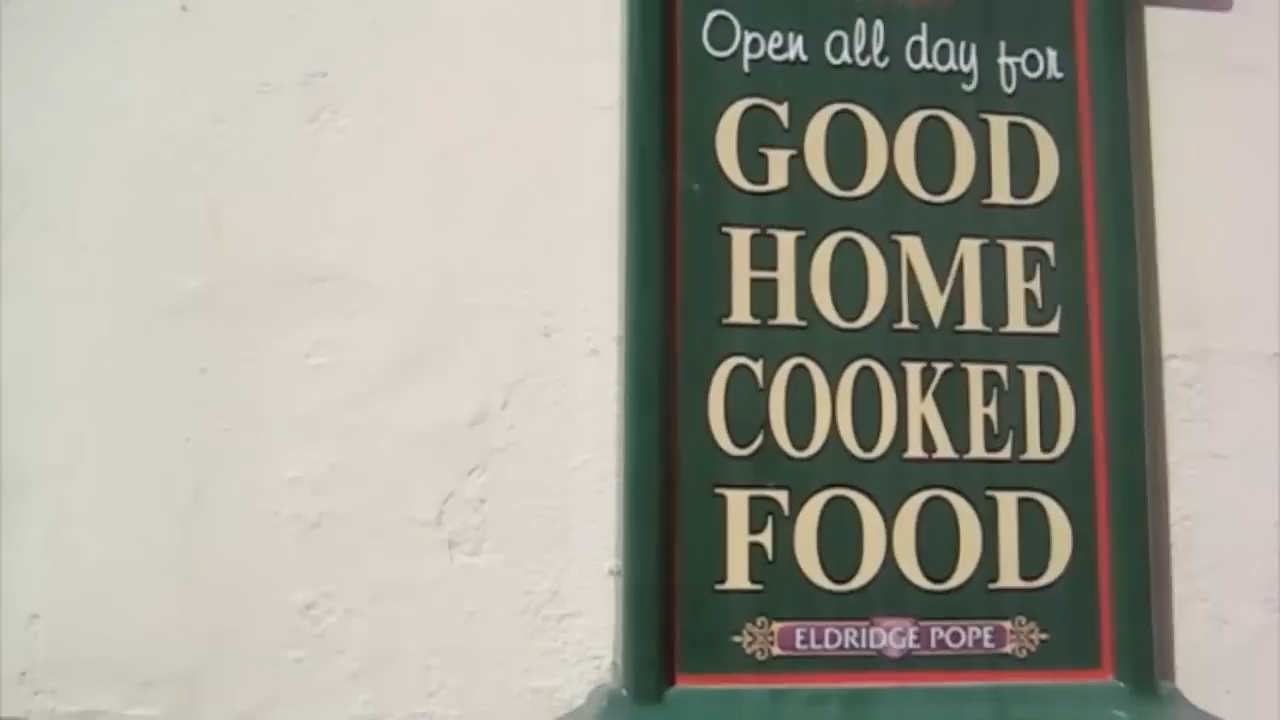 Open all day for
GOOD
HOME
COOKED
FOOD
ELDRIDGE POPE